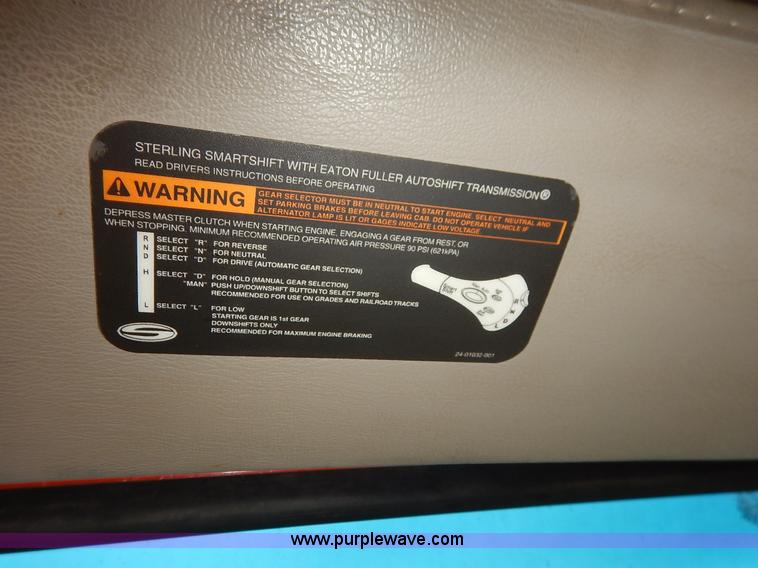 STERLING SMARTSHIFT WITH EATON FULLER AUTOSHIFT TRANSMISSION®
READ DRIVERS INSTRUCTIONS BEFORE OPERATING
WARNING
GEAR SELECTOR MUST BE IN NEUTRAL TO START ENGINE. SELECT NEUTRAL AND
SET PARKING BRAKES BEFORE LEAVING CAB. DO NOT OPERATE VEHICLE IF
ALTERNATOR LAMP IS LIT OR GAGES INDICATE LOW VOLTAGE.
DEPRESS MASTER CLUTCH WHEN STARTING ENGINE, ENGAGING A GEAR FROM REST, OR
WHEN STOPPING. MINIMUM RECOMMENDED OPERATING AIR PRESSURE 90 PSI (621kPA)
R SELECT "R" FOR REVERSE
N SELECT "N" FOR NEUTRAL
D SELECT "D" FOR DRIVE (AUTOMATIC GEAR SELECTION)
H SELECT "D" FOR HOLD (MANUAL GEAR SELECTION)
"MAN" PUSH UP/DOWNSHIFT BUTTON TO SELECT SHIFTS
RECOMMENDED FOR USE ON GRADES AND RAILROAD TRACKS
L SELECT "L" FOR LOW
STARTING GEAR IS 1st GEAR
DOWNSHIFTS ONLY
RECOMMENDED FOR MAXIMUM ENGINE BRAKING
S
24-01032-001
www.purplewave.com